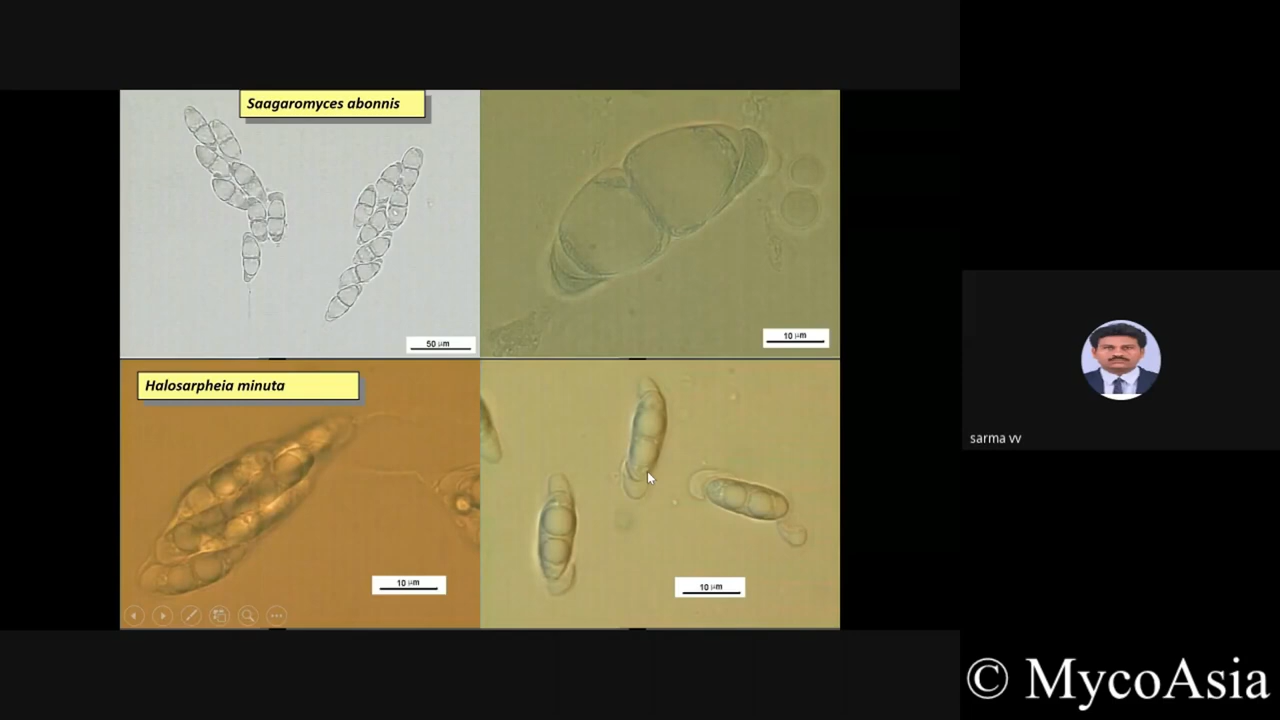 Saagaromyces abonnis
50 µm
10 µm
Halosarpheia minuta
10 µm
10 µm
sarma vv
© MycoAsia